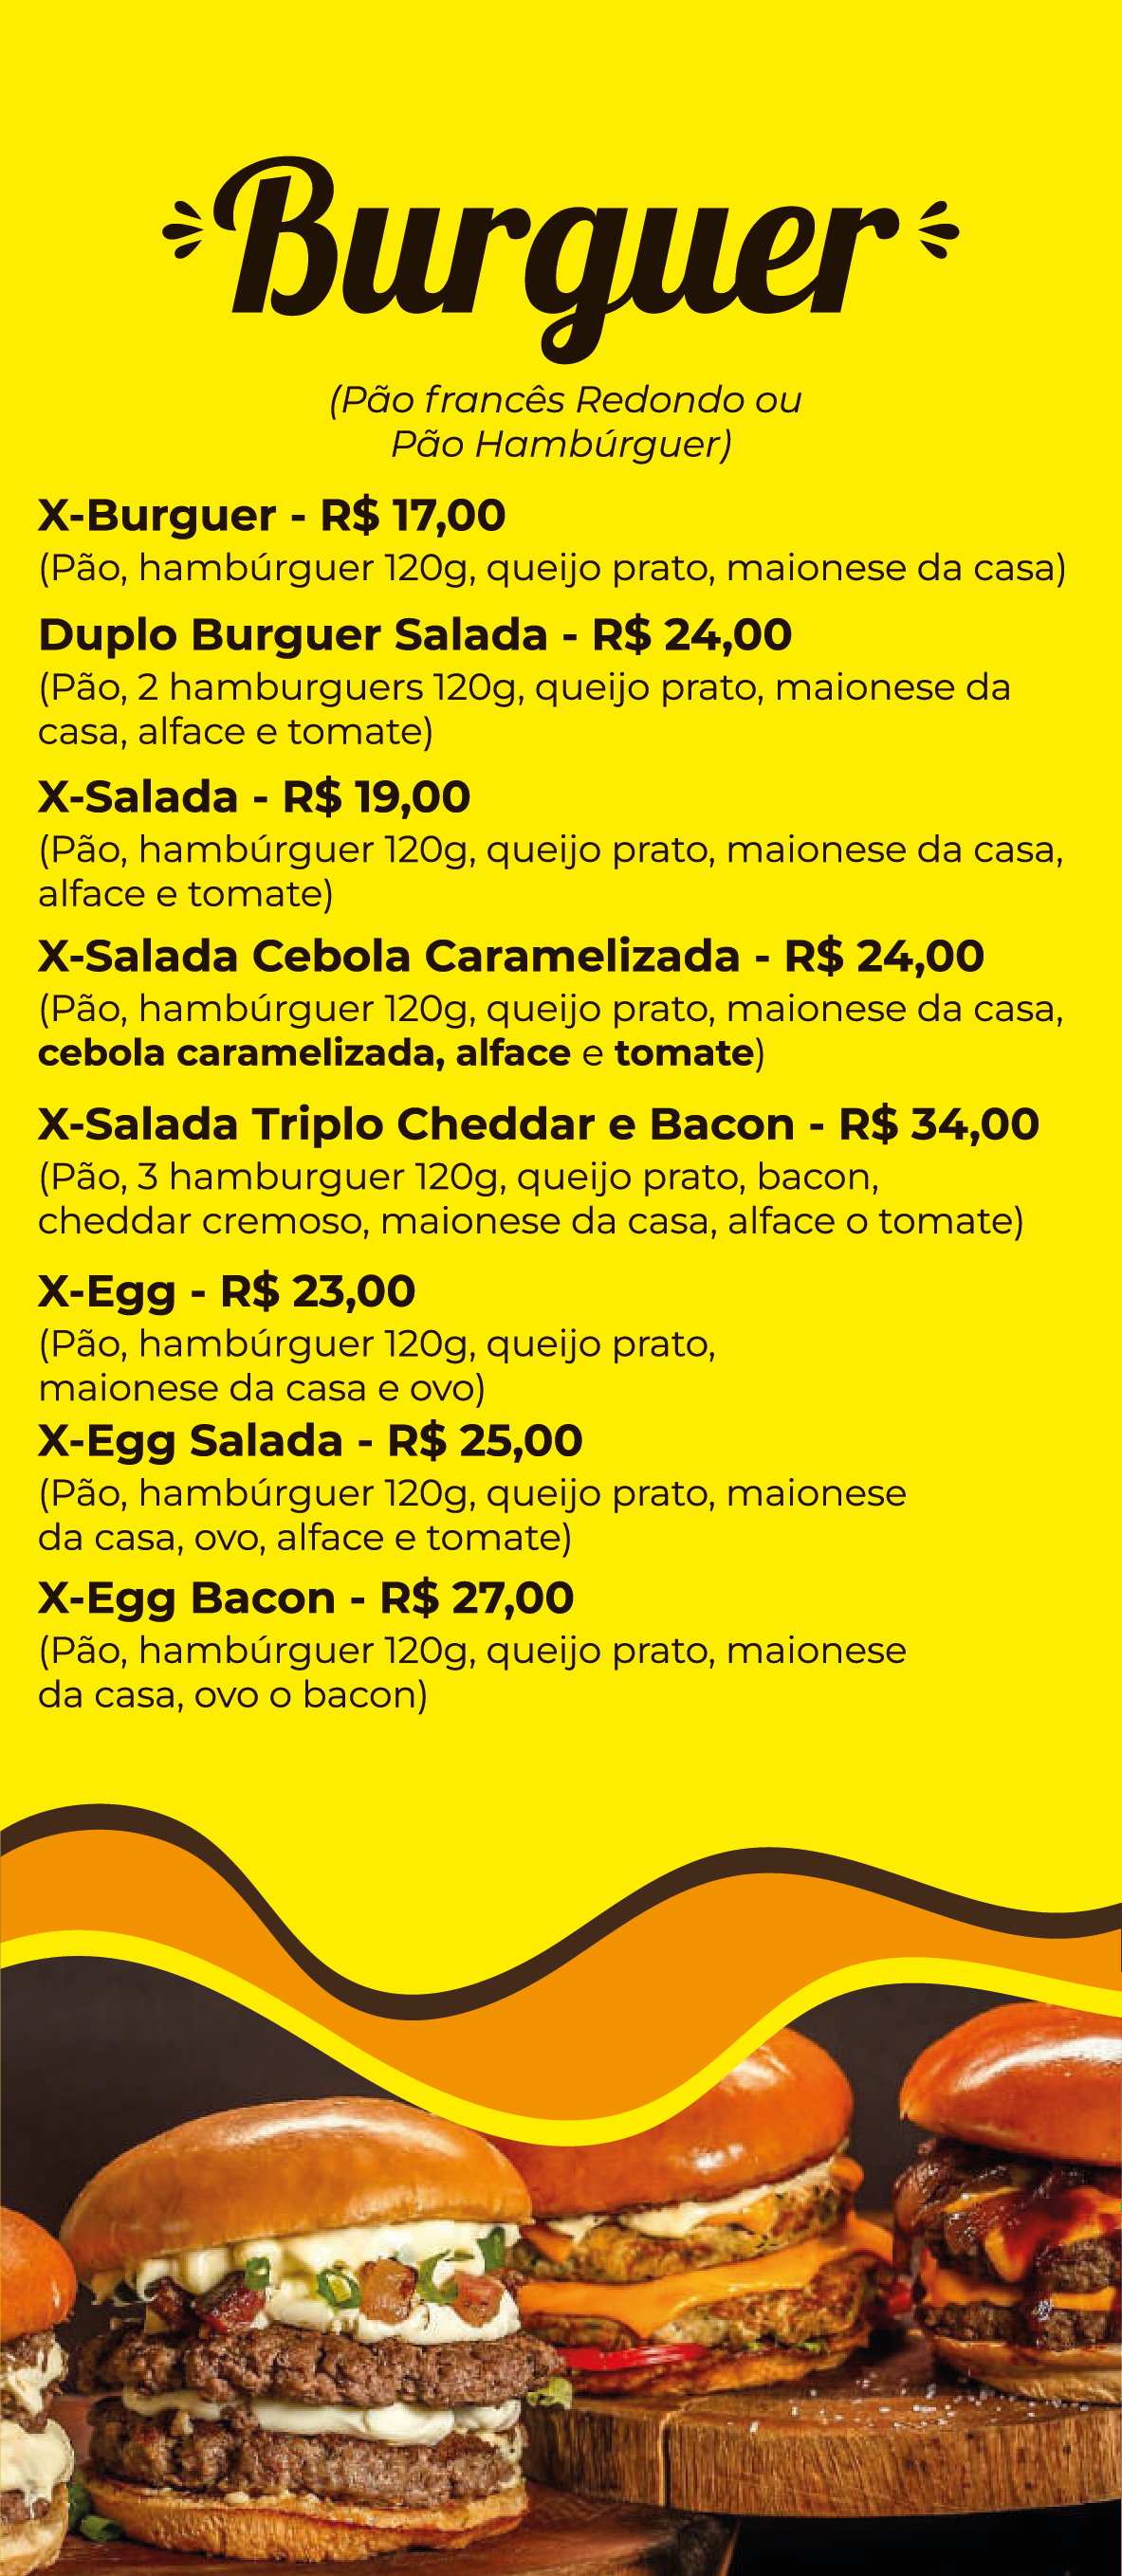 Burguer
(Pão francês Redondo ou
Pão Hambúrguer)
X-Burguer - R$ 17,00
(Pão, hambúrguer 120g, queijo prato, maionese da casa)
Duplo Burguer Salada - R$ 24,00
(Pão, 2 hamburguers 120g, queijo prato, maionese da
casa, alface e tomate)
X-Salada - R$ 19,00
(Pão, hambúrguer 120g, queijo prato, maionese da casa,
alface e tomate)
X-Salada Cebola Caramelizada - R$ 24,00
(Pão, hambúrguer 120g, queijo prato, maionese da casa,
cebola caramelizada, alface e tomate)
X-Salada Triplo Cheddar e Bacon - R$ 34,00
(Pão, 3 hamburguer 120g, queijo prato, bacon,
cheddar cremoso, maionese da casa, alface o tomate)
X-Egg - R$ 23,00
(Pão, hambúrguer 120g, queijo prato,
maionese da casa e ovo)
X-Egg Salada - R$ 25,00
(Pão, hambúrguer 120g, queijo prato, maionese
da casa, ovo, alface e tomate)
X-Egg Bacon - R$ 27,00
(Pão, hambúrguer 120g, queijo prato, maionese
da casa, ovo o bacon)